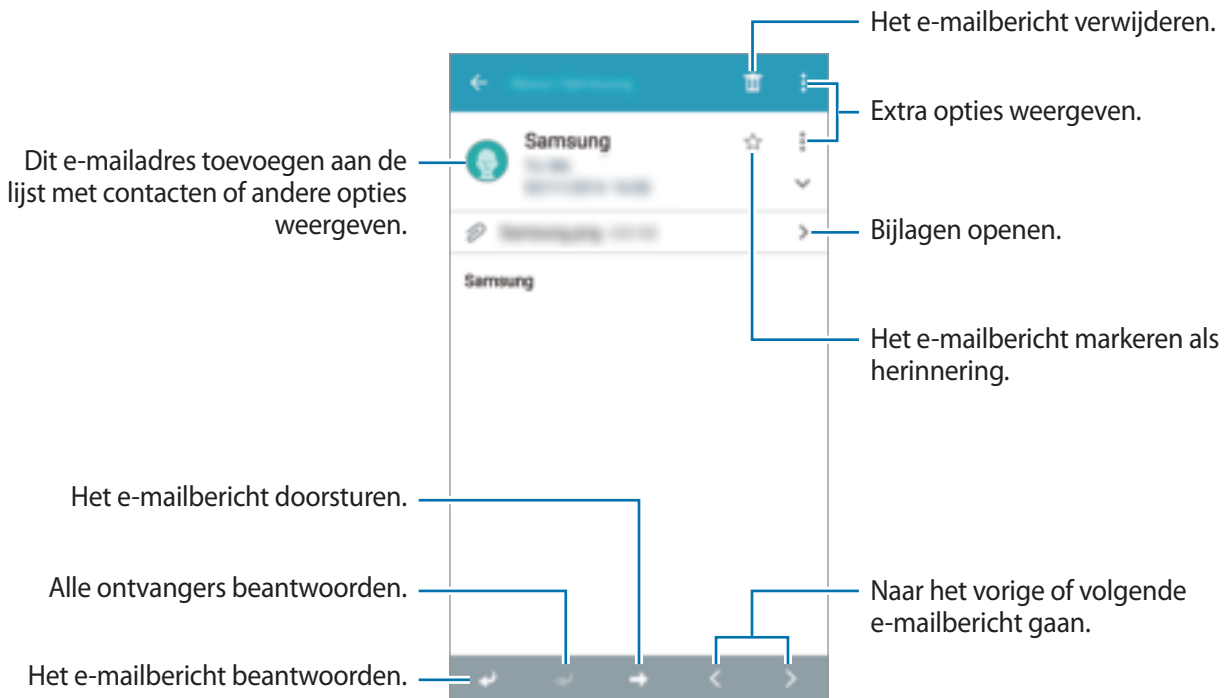 Het e-mailbericht verwijderen.
Extra opties weergeven.
Samsung
Dit e-mailadres toevoegen aan de
lijst met contacten of andere opties
weergeven.
Bijlagen openen.
Samsung
Het e-mailbericht markeren als
herinnering.
Het e-mailbericht doorsturen.
Alle ontvangers beantwoorden.
Naar het vorige of volgende
e-mailbericht gaan.
Het e-mailbericht beantwoorden.